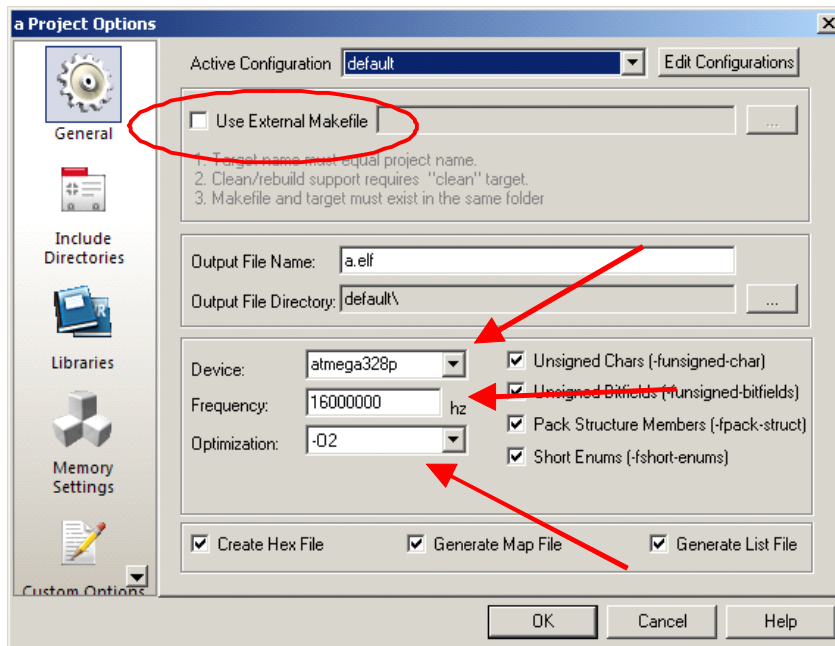 a Project Options
General
Include
Directories
Libraries
Memory
Settings
Custom Options
Active Configuration default Edit Configurations
Use External Makefile ...
1. Target name must equal project name.
2. Clean/rebuild support requires "clean" target.
3. Makefile and target must exist in the same folder
Output File Name: a.elf
Output File Directory: default\ ...
Device: atmega328p
Frequency: 16000000 hz
Optimization: -O2
Unsigned Chars (-funsigned-char)
Unsigned Bitfields (-funsigned-bitfields)
Pack Structure Members (-fpack-struct)
Short Enums (-fshort-enums)
Create Hex File Generate Map File Generate List File
OK Cancel Help